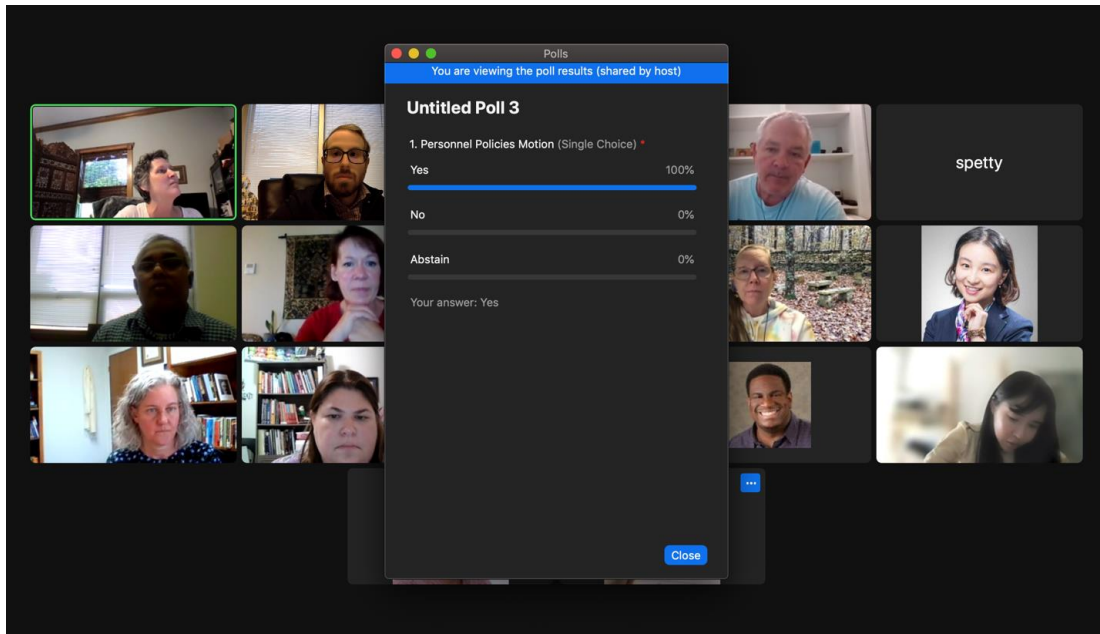 Polls
You are viewing the poll results (shared by host)
Untitled Poll 3
1. Personnel Policies Motion (Single Choice) *
Yes 100%
No 0%
Abstain 0%
Your answer: Yes
Close
spetty